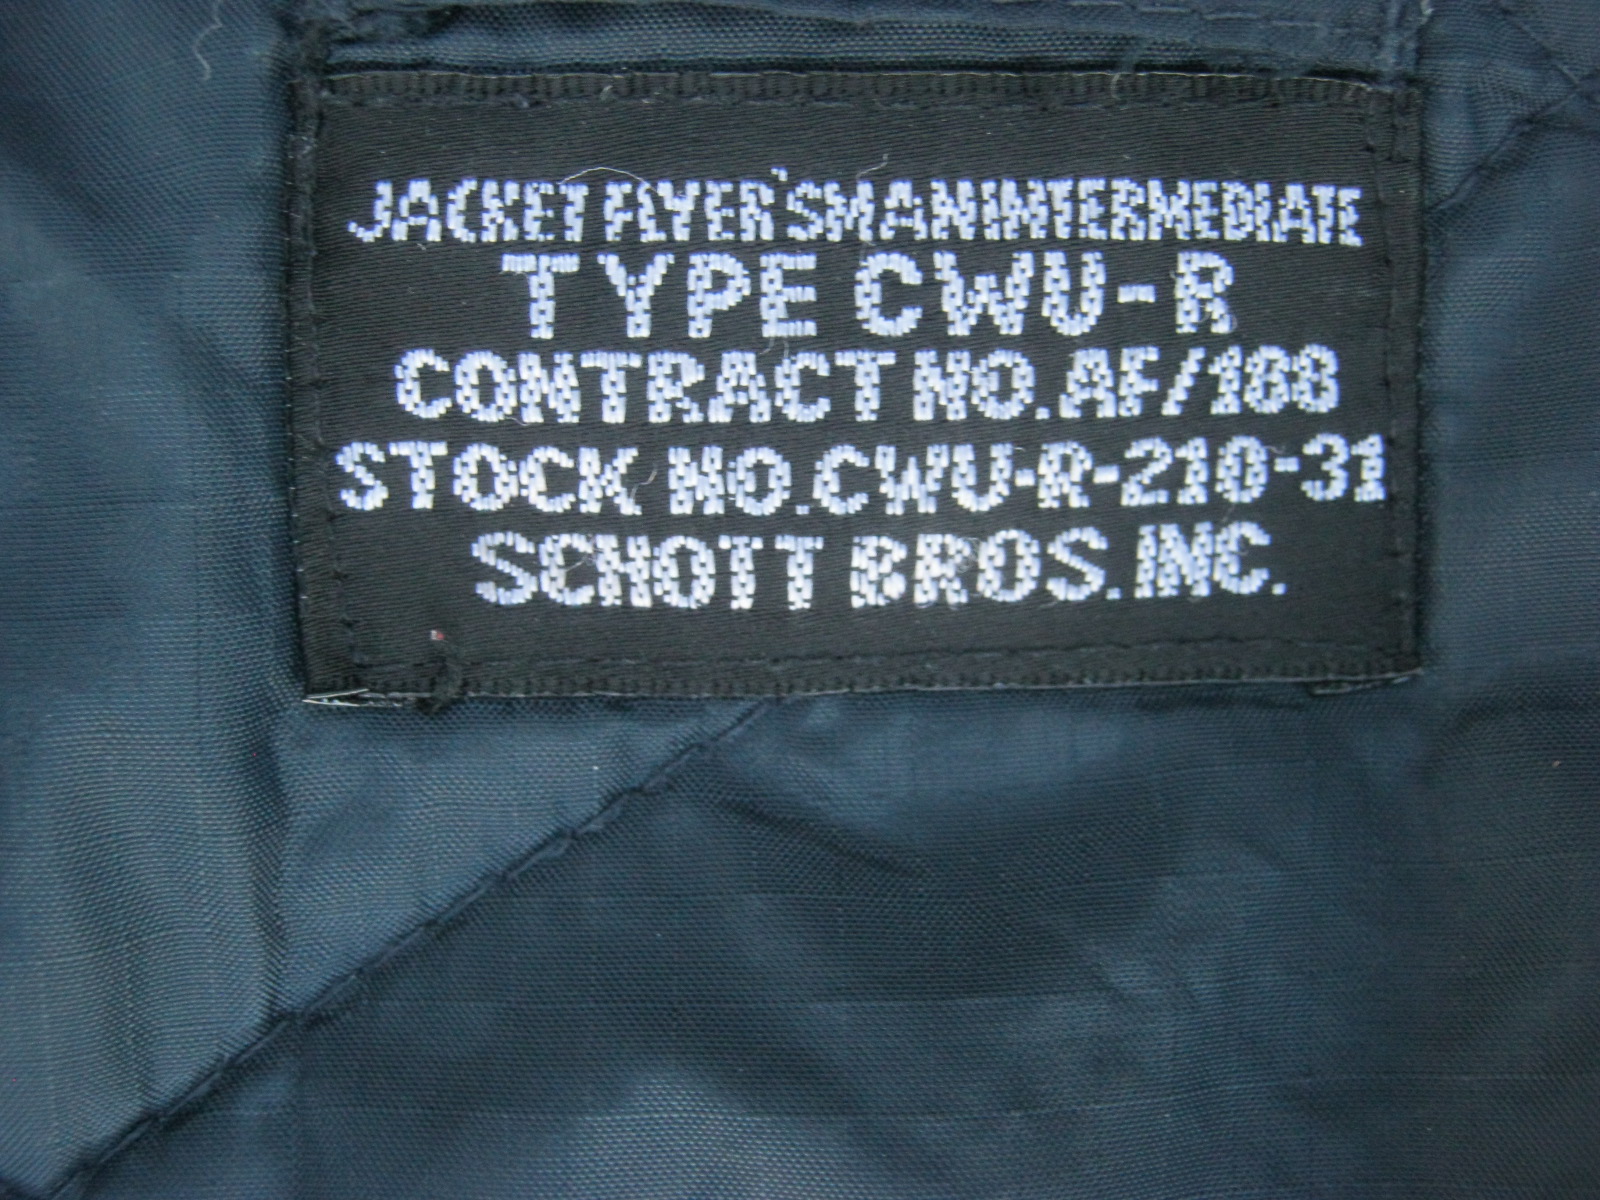 JACKET FLYER'S MAN INTERMEDIATE
TYPE CWU-R
CONTRACT NO. AF/188
STOCK NO. CWU-R-210-31
SCHOTT BROS. INC.